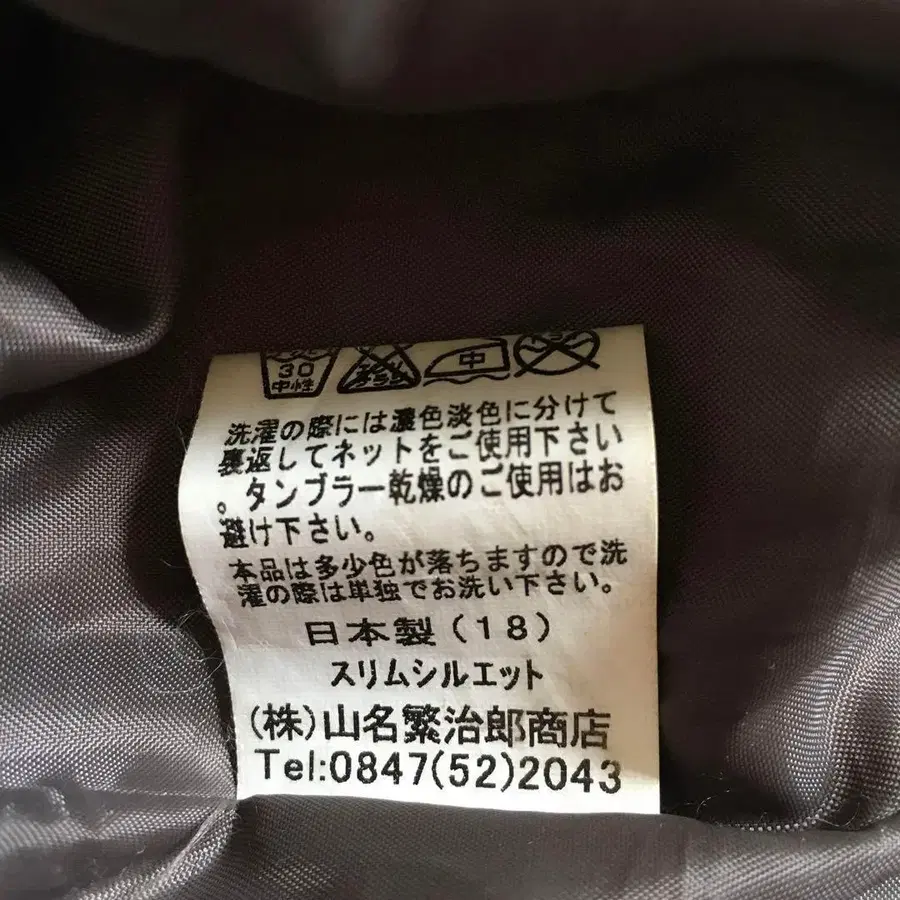 30 中
中性
洗濯の際には濃色淡色に分けて
裏返してネットをご使用下さい
。タンブラー乾燥のご使用はお
避け下さい。
本品は多少色が落ちますので洗
濯の際は単独でお洗い下さい。
日本製(18)
スリムシルエット
(株)山名繁治郎商店
Tel:0847(52)2043